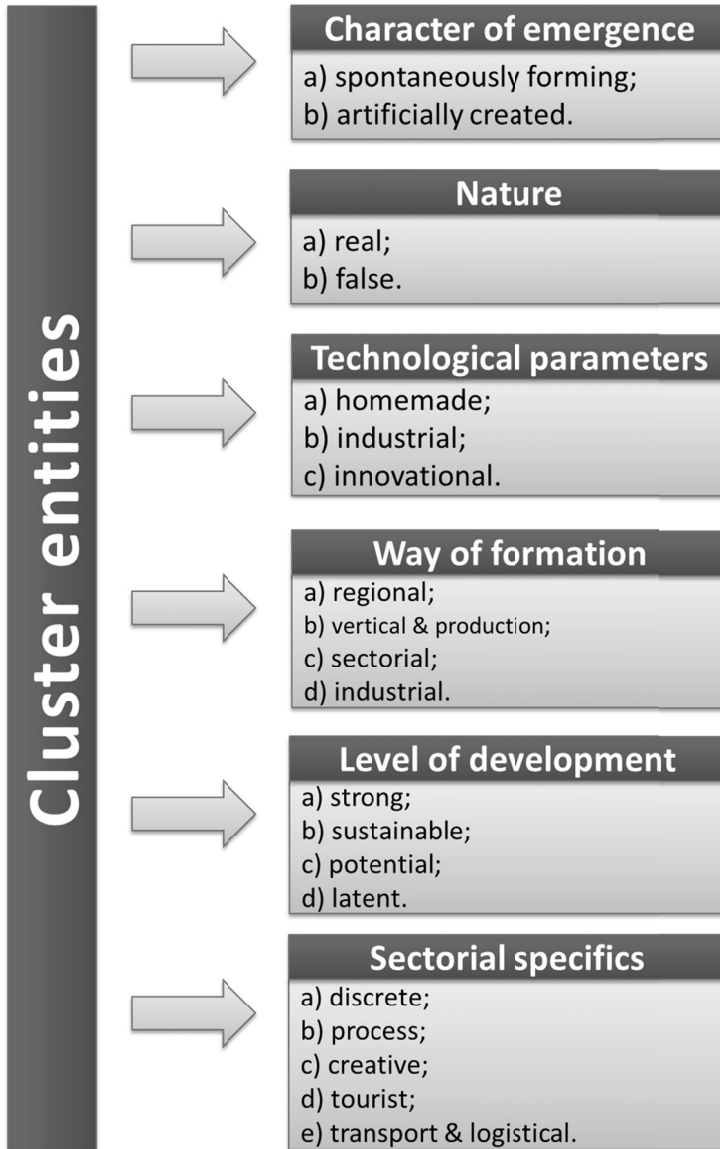 Cluster entities
Character of emergence
a) spontaneously forming;
b) artificially created.
Nature
a) real;
b) false.
Technological parameters
a) homemade;
b) industrial;
c) innovational.
Way of formation
a) regional;
b) vertical & production;
c) sectorial;
d) industrial.
Level of development
a) strong;
b) sustainable;
c) potential;
d) latent.
Sectorial specifics
a) discrete;
b) process;
c) creative;
d) tourist;
e) transport & logistical.